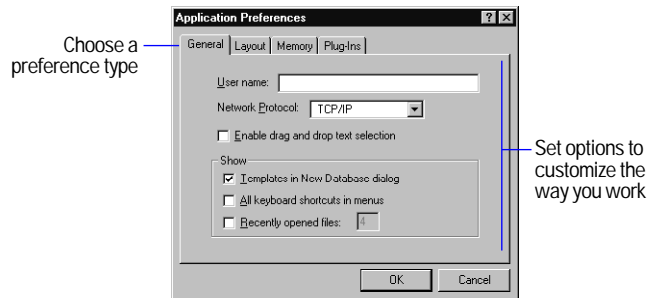 Application Preferences
Choose a
preference type
General Layout Memory Plug-Ins
User name:
Network Protocol: TCP/IP
Enable drag and drop text selection
Show
Templates in New Database dialog
All keyboard shortcuts in menus
Recently opened files: 4
Set options to
customize the
way you work
OK Cancel